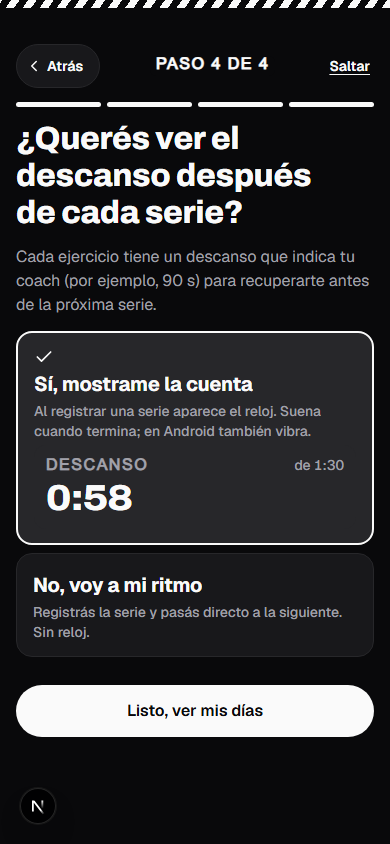 Atrás
PASO 4 DE 4
Saltar
¿Querés ver el
descanso después
de cada serie?
Cada ejercicio tiene un descanso que indica tu
coach (por ejemplo, 90 s) para recuperarte antes
de la próxima serie.
Sí, mostrame la cuenta
Al registrar una serie aparece el reloj. Suena
cuando termina; en Android también vibra.
DESCANSO
de 1:30
0:58
No, voy a mi ritmo
Registrás la serie y pasás directo a la siguiente.
Sin reloj.
Listo, ver mis días
N